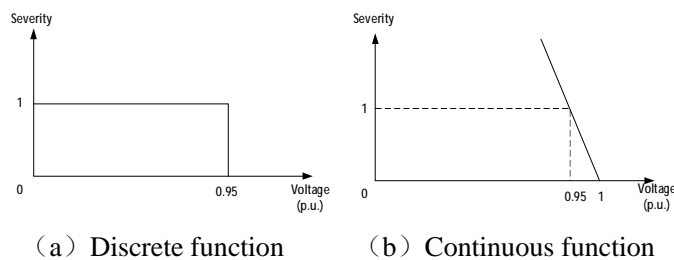 Severity
1
0
0.95
Voltage
(p.u.)
Severity
1
0
0.95 1
Voltage
(p.u.)
（a）Discrete function
（b）Continuous function